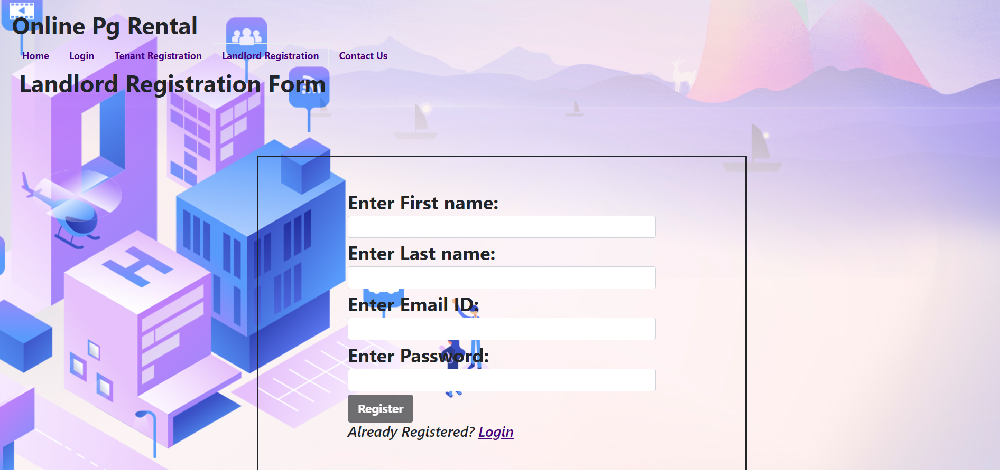 Online Pg Rental
Home Login Tenant Registration Landlord Registration Contact Us
Landlord Registration Form
H
Enter First name:
Enter Last name:
Enter Email ID:
Enter Password:
Register
Already Registered? Login